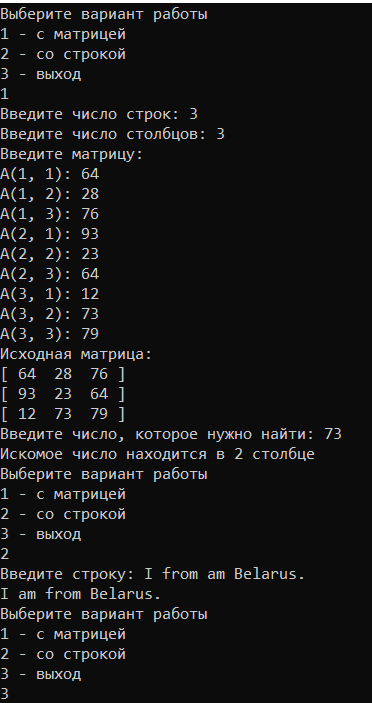 Выберите вариант работы
1 - с матрицей
2 - со строкой
3 - выход
1
Введите число строк: 3
Введите число столбцов: 3
Введите матрицу:
A(1, 1): 64
A(1, 2): 28
A(1, 3): 76
A(2, 1): 93
A(2, 2): 23
A(2, 3): 64
A(3, 1): 12
A(3, 2): 73
A(3, 3): 79
Исходная матрица:
[ 64  28  76 ]
[ 93  23  64 ]
[ 12  73  79 ]
Введите число, которое нужно найти: 73
Искомое число находится в 2 столбце
Выберите вариант работы
1 - с матрицей
2 - со строкой
3 - выход
2
Введите строку: I from am Belarus.
I am from Belarus.
Выберите вариант работы
1 - с матрицей
2 - со строкой
3 - выход
3